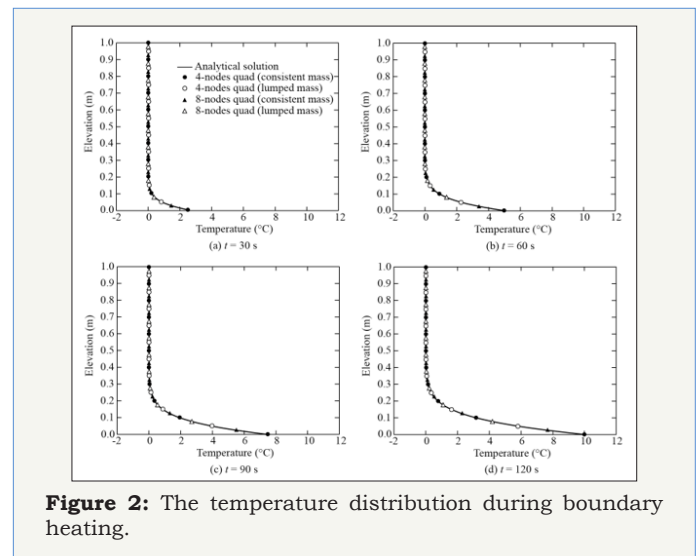 1.0
0.9
0.8
0.7
0.6
0.5
0.4
0.3
0.2
0.1
0.0
Elevation (m)
Analytical solution
4-nodes quad (consistent mass)
4-nodes quad (lumped mass)
8-nodes quad (consistent mass)
8-nodes quad (lumped mass)
-2 0 2 4 6 8 10 12
Temperature (°C)
(a) t = 30 s
1.0
0.9
0.8
0.7
0.6
0.5
0.4
0.3
0.2
0.1
0.0
Elevation (m)
-2 0 2 4 6 8 10 12
Temperature (°C)
(b) t = 60 s
1.0
0.9
0.8
0.7
0.6
0.5
0.4
0.3
0.2
0.1
0.0
Elevation (m)
-2 0 2 4 6 8 10 12
Temperature (°C)
(c) t = 90 s
1.0
0.9
0.8
0.7
0.6
0.5
0.4
0.3
0.2
0.1
0.0
Elevation (m)
-2 0 2 4 6 8 10 12
Temperature (°C)
(d) t = 120 s
Figure 2: The temperature distribution during boundary
heating.